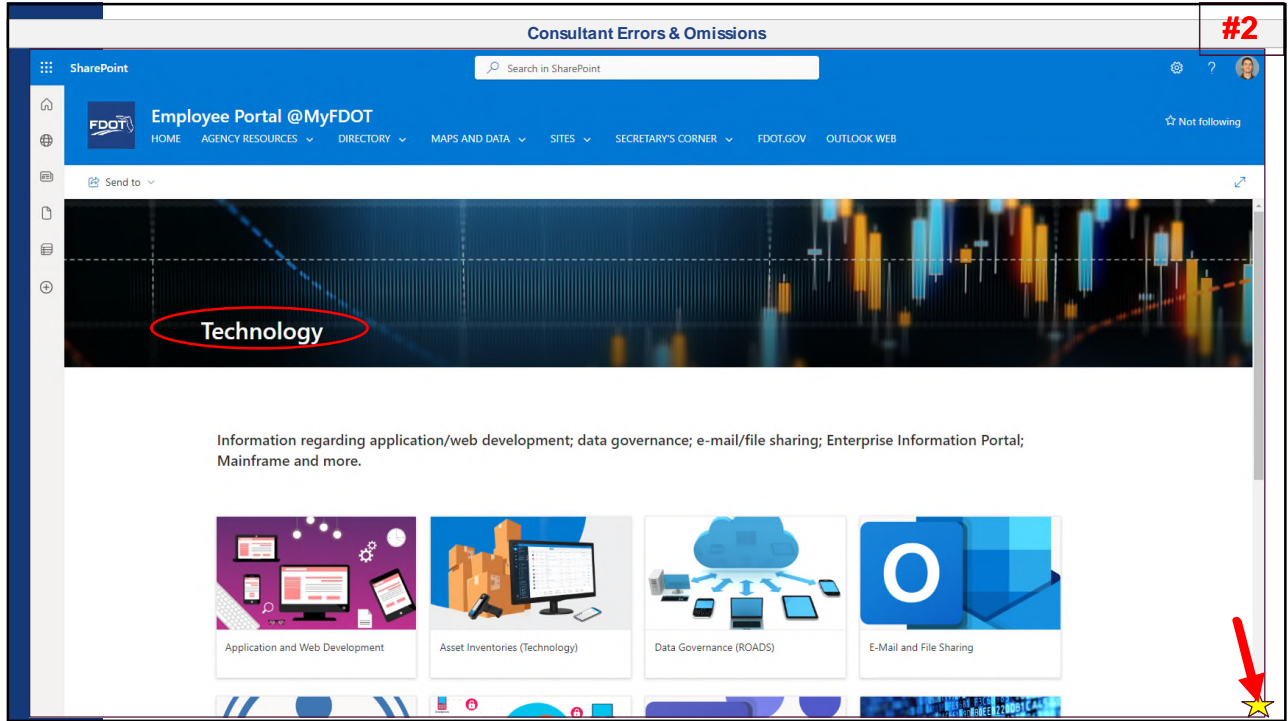 Consultant Errors & Omissions
#2
SharePoint
Search in SharePoint
?
FDOT
Employee Portal @MyFDOT
HOME AGENCY RESOURCES DIRECTORY MAPS AND DATA SITES SECRETARY'S CORNER FDOT.GOV OUTLOOK WEB
Not following
Send to
Technology
Information regarding application/web development; data governance; e-mail/file sharing; Enterprise Information Portal;
Mainframe and more.
O
Application and Web Development
Asset Inventories (Technology)
Data Governance (ROADS)
E-Mail and File Sharing